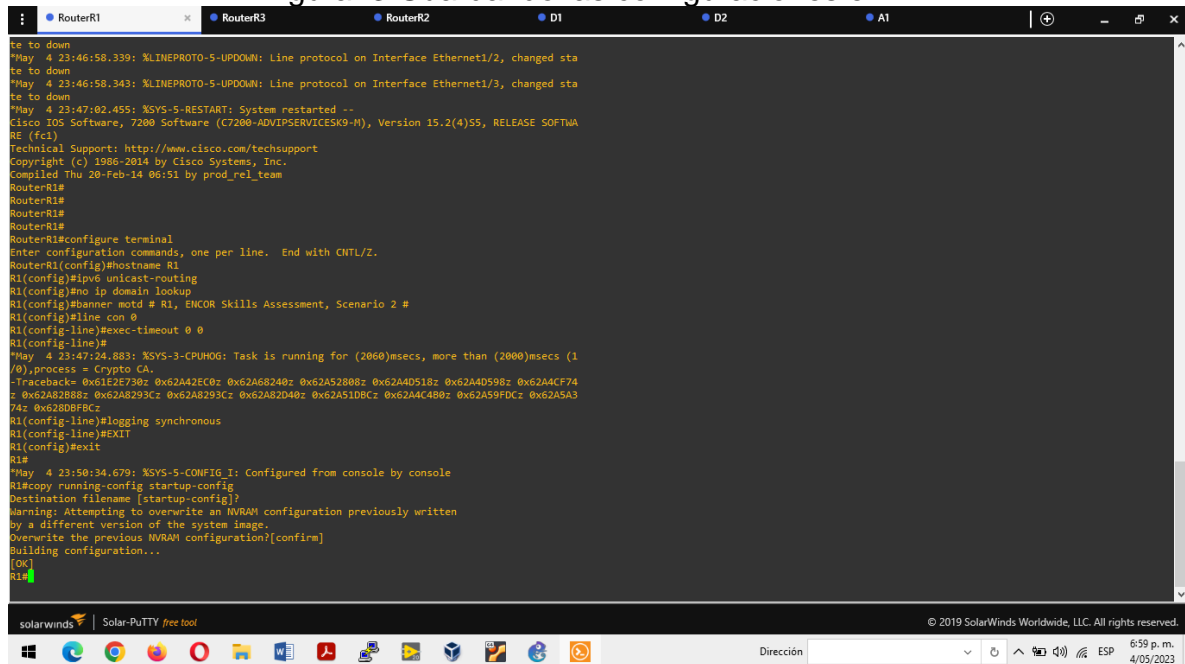 RouterR1 × RouterR3 RouterR2 D1 D2 A1
te to down
*May  4 23:46:58.339: %LINEPROTO-5-UPDOWN: Line protocol on Interface Ethernet1/2, changed sta
te to down
*May  4 23:46:58.343: %LINEPROTO-5-UPDOWN: Line protocol on Interface Ethernet1/3, changed sta
te to down
*May  4 23:47:02.455: %SYS-5-RESTART: System restarted --
Cisco IOS Software, 7200 Software (C7200-ADVIPSERVICESK9-M), Version 15.2(4)S5, RELEASE SOFTWA
RE (fc1)
Technical Support: http://www.cisco.com/techsupport
Copyright (c) 1986-2014 by Cisco Systems, Inc.
Compiled Thu 20-Feb-14 06:51 by prod_rel_team
RouterR1#
RouterR1#
RouterR1#
RouterR1#
RouterR1#configure terminal
Enter configuration commands, one per line.  End with CNTL/Z.
RouterR1(config)#hostname R1
R1(config)#ipv6 unicast-routing
R1(config)#no ip domain lookup
R1(config)#banner motd # R1, ENCOR Skills Assessment, Scenario 2 #
R1(config)#line con 0
R1(config-line)#exec-timeout 0 0
R1(config-line)#
*May  4 23:47:24.883: %SYS-3-CPUHOG: Task is running for (2060)msecs, more than (2000)msecs (1
/0),process = Crypto CA.
-Traceback= 0x61E2E730z 0x62A42EC0z 0x62A68240z 0x62A52808z 0x62A4D518z 0x62A4D598z 0x62A4CF74
z 0x62A82B88z 0x62A8293Cz 0x62A8293Cz 0x62A82D40z 0x62A51DBCz 0x62A4C4B0z 0x62A59FDCz 0x62A5A3
74z 0x628DBFBCz
R1(config-line)#logging synchronous
R1(config-line)#EXIT
R1(config)#exit
R1#
*May  4 23:50:34.679: %SYS-5-CONFIG_I: Configured from console by console
R1#copy running-config startup-config
Destination filename [startup-config]?
Warning: Attempting to overwrite an NVRAM configuration previously written
by a different version of the system image.
Overwrite the previous NVRAM configuration?[confirm]
Building configuration...
[OK]
R1#
solarwinds | Solar-PuTTY free tool © 2019 SolarWinds Worldwide, LLC. All rights reserved.
Dirección ESP 6:59 p. m.
4/05/2023